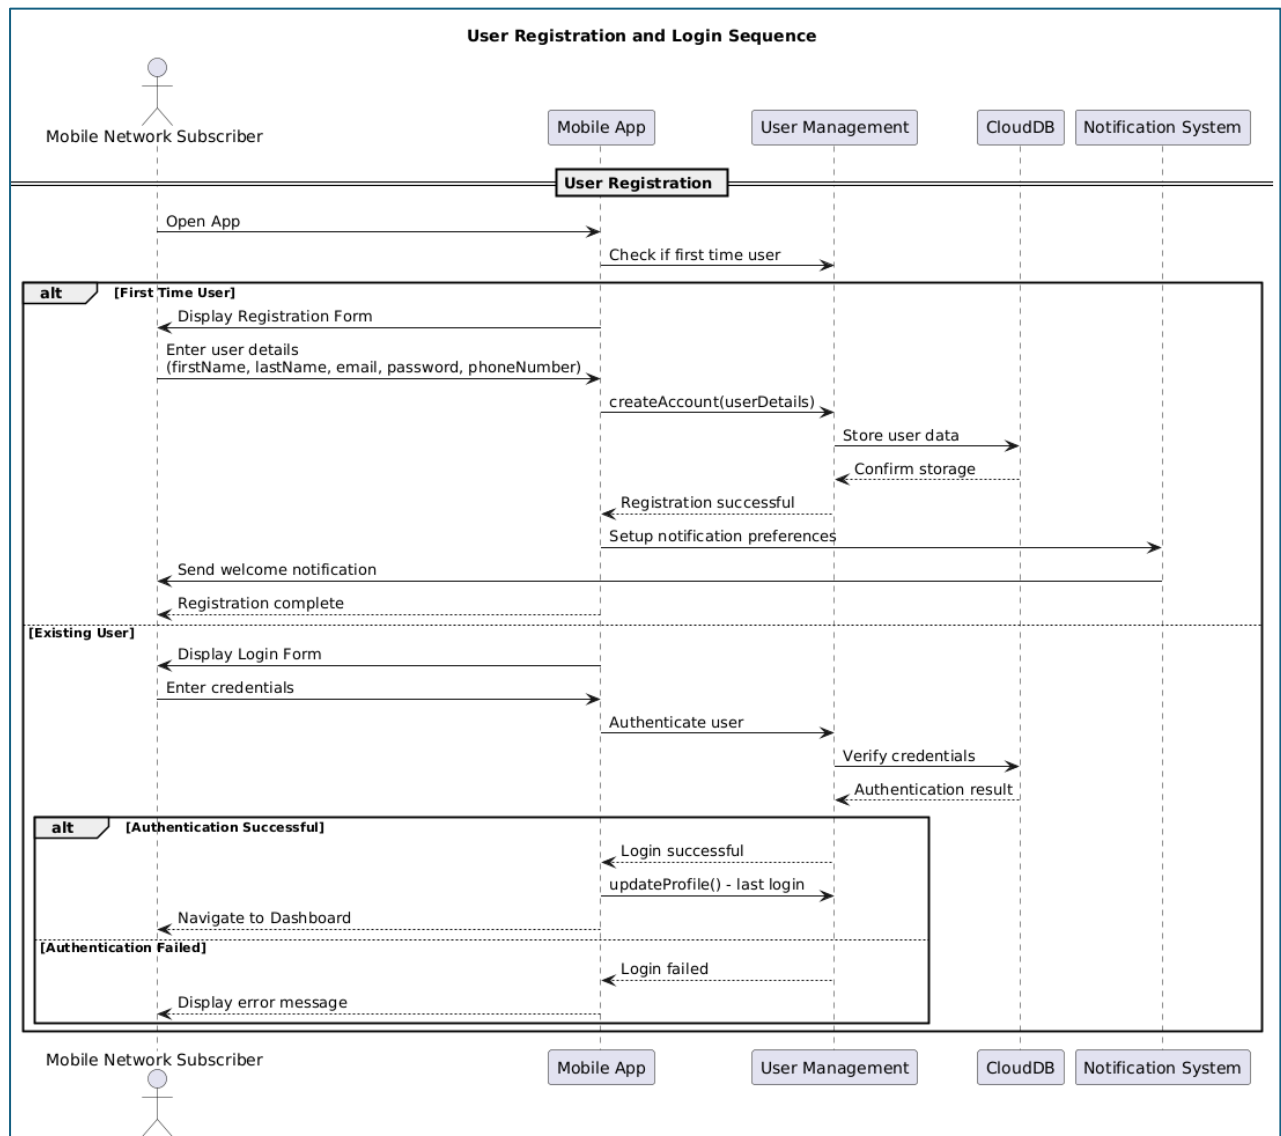 User Registration and Login Sequence
Mobile Network Subscriber
Mobile App
User Management
CloudDB
Notification System
User Registration
Open App
Check if first time user
alt
[First Time User]
Display Registration Form
Enter user details
(firstName, lastName, email, password, phoneNumber)
createAccount(userDetails)
Store user data
Confirm storage
Registration successful
Setup notification preferences
Send welcome notification
Registration complete
[Existing User]
Display Login Form
Enter credentials
Authenticate user
Verify credentials
Authentication result
alt
[Authentication Successful]
Login successful
updateProfile() - last login
Navigate to Dashboard
[Authentication Failed]
Login failed
Display error message
Mobile Network Subscriber
Mobile App
User Management
CloudDB
Notification System